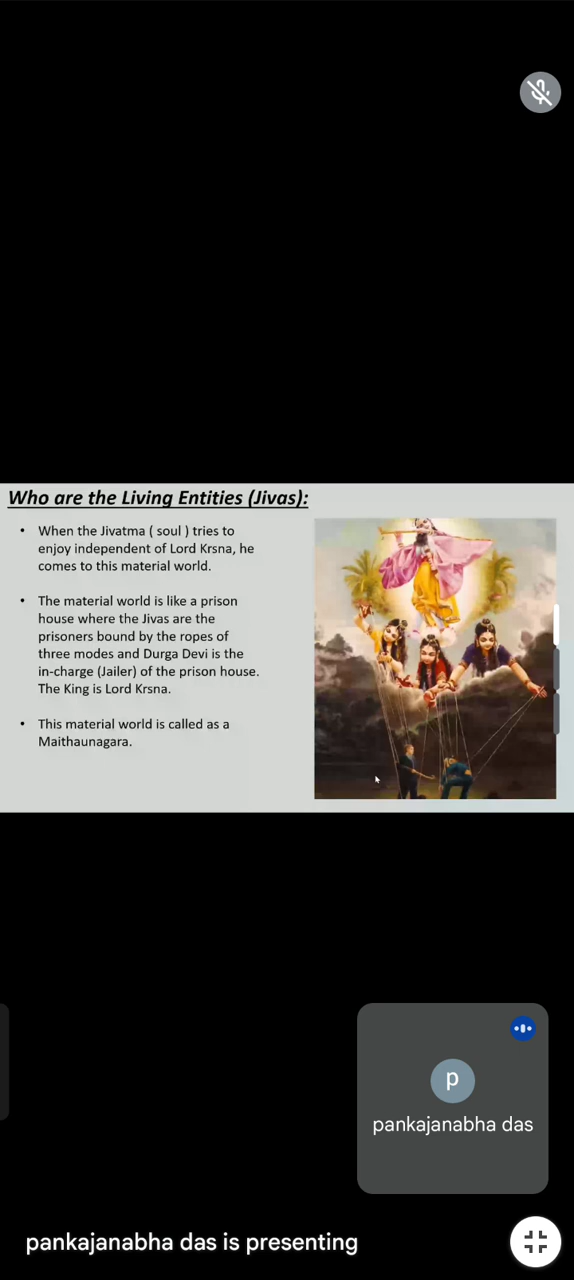 Who are the Living Entities (Jivas):
• When the Jivatma ( soul ) tries to
enjoy independent of Lord Krsna, he
comes to this material world.
• The material world is like a prison
house where the Jivas are the
prisoners bound by the ropes of
three modes and Durga Devi is the
in-charge (Jailer) of the prison house.
The King is Lord Krsna.
• This material world is called as a
Maithaunagara.
p
pankajanabha das
pankajanabha das is presenting